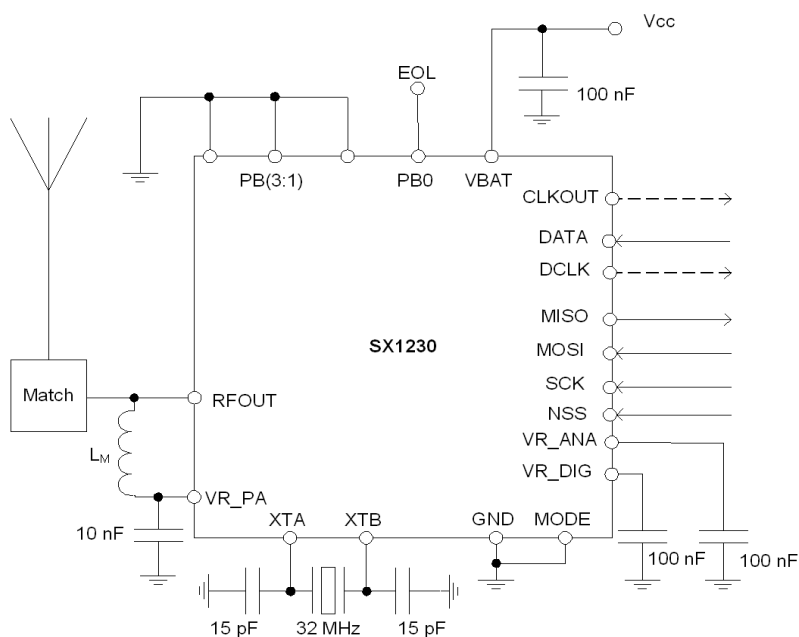 Vcc
EOL
100 nF
PB(3:1)
PB0
VBAT
CLKOUT
DATA
DCLK
MISO
SX1230
MOSI
Match
SCK
RFOUT
NSS
VR_ANA
LM
VR_DIG
VR_PA
XTA
XTB
GND
MODE
10 nF
100 nF
100 nF
15 pF
32 MHz
15 pF